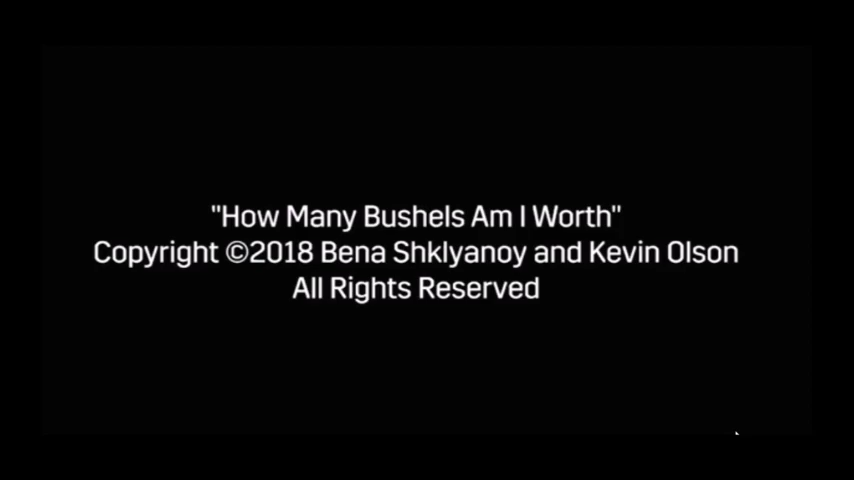 "How Many Bushels Am I Worth"
Copyright ©2018 Bena Shklyanoy and Kevin Olson
All Rights Reserved